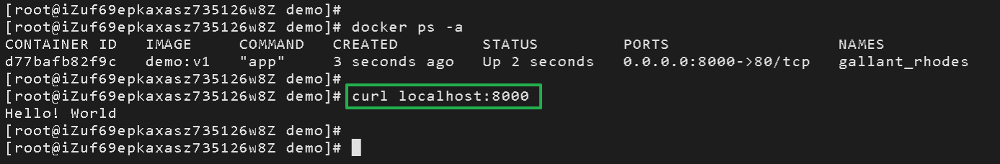 [root@iZuf69epkaxasz735126w8Z demo]#
[root@iZuf69epkaxasz735126w8Z demo]# docker ps -a
CONTAINER ID   IMAGE     COMMAND   CREATED         STATUS         PORTS                  NAMES
d77bafb82f9c   demo:v1   "app"     3 seconds ago   Up 2 seconds   0.0.0.0:8000->80/tcp   gallant_rhodes
[root@iZuf69epkaxasz735126w8Z demo]#
[root@iZuf69epkaxasz735126w8Z demo]# curl localhost:8000
Hello! World
[root@iZuf69epkaxasz735126w8Z demo]#
[root@iZuf69epkaxasz735126w8Z demo]#